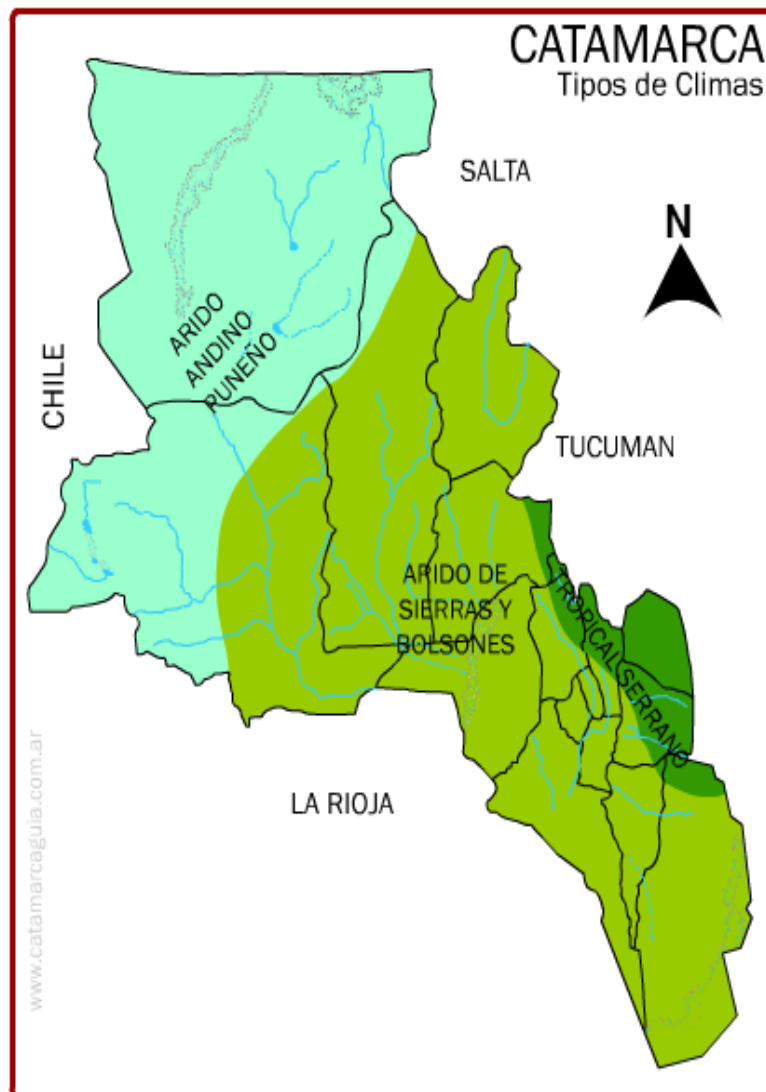 CATAMARCA
Tipos de Climas
SALTA
N
ARIDO
ANDINO
PUNEÑO
CHILE
TUCUMAN
ARIDO DE
SIERRAS Y
BOLSONES
TROPICAL SERRANO
LA RIOJA
www.catamarcaguia.com.ar